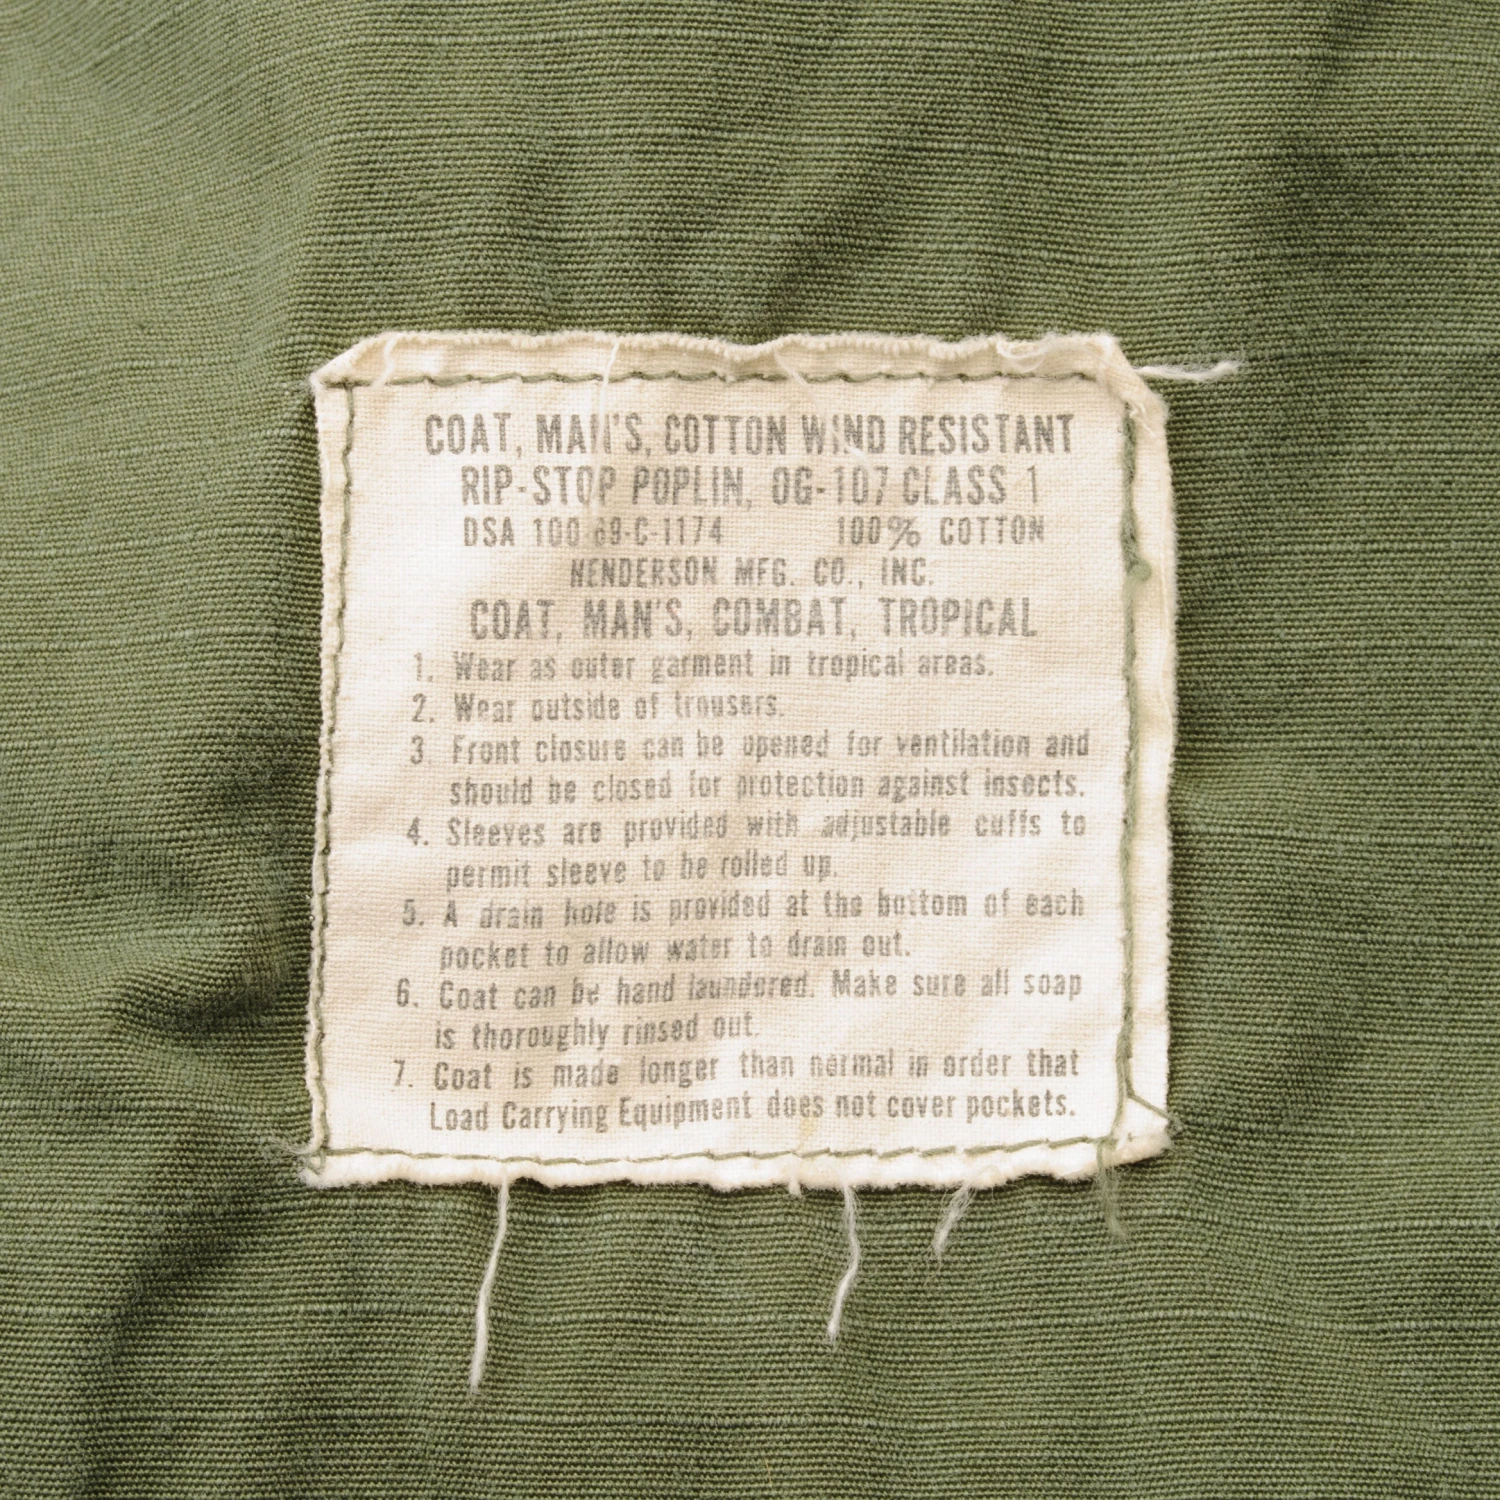 COAT, MAN'S, COTTON WIND RESISTANT
RIP-STOP POPLIN, OG-107 CLASS 1
DSA 100-69-C-1174 100% COTTON
HENDERSON MFG. CO., INC.
COAT, MAN'S, COMBAT, TROPICAL
1. Wear as outer garment in tropical areas.
2. Wear outside of trousers.
3. Front closure can be opened for ventilation and
should be closed for protection against insects.
4. Sleeves are provided with adjustable cuffs to
permit sleeve to be rolled up.
5. A drain hole is provided at the bottom of each
pocket to allow water to drain out.
6. Coat can be hand laundered. Make sure all soap
is thoroughly rinsed out.
7. Coat is made longer than normal in order that
Load Carrying Equipment does not cover pockets.